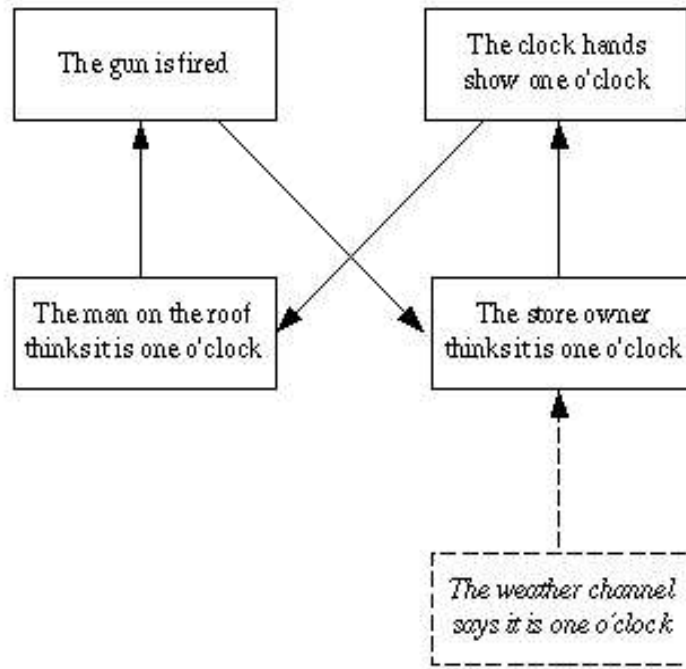 The gun is fired
The clock hands
show one o'clock
The man on the roof
thinks it is one o'clock
The store owner
thinks it is one o'clock
The weather channel
says it is one o'clock